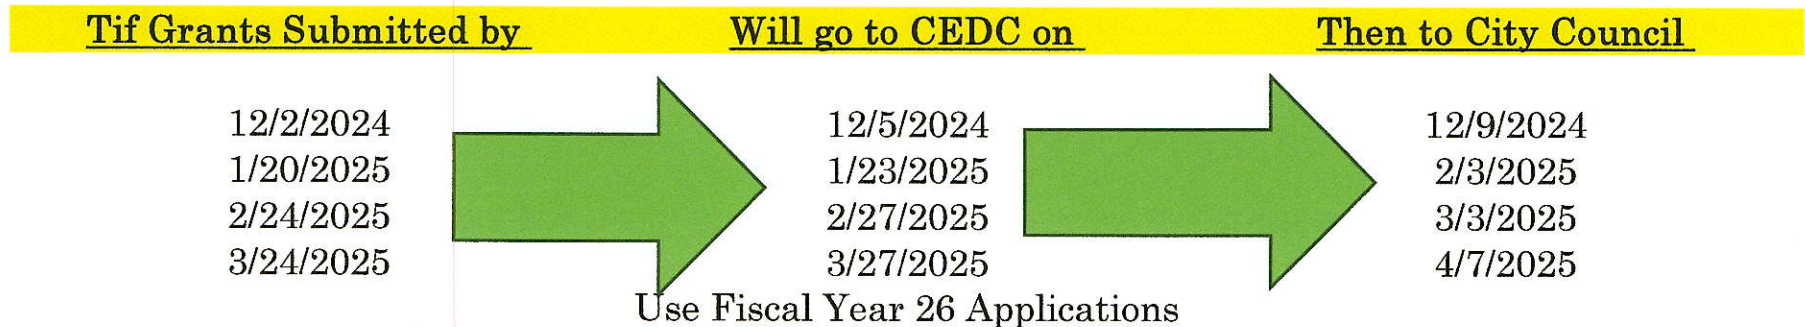 Tif Grants Submitted by Will go to CEDC on Then to City Council
12/2/2024 12/5/2024 12/9/2024
1/20/2025 1/23/2025 2/3/2025
2/24/2025 2/27/2025 3/3/2025
3/24/2025 3/27/2025 4/7/2025
Use Fiscal Year 26 Applications